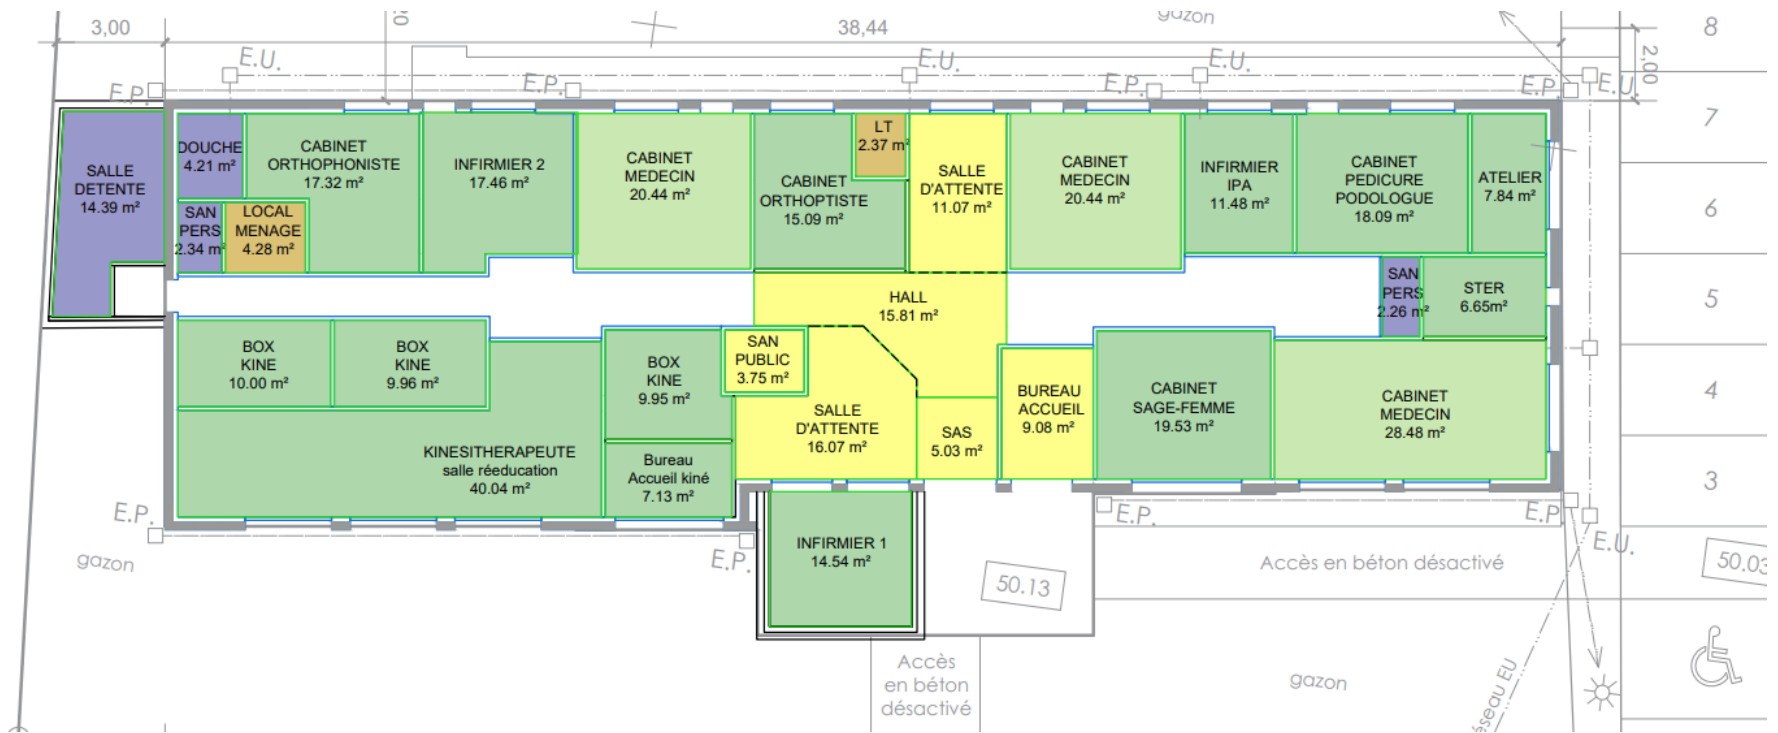 3,00
20
38,44
gazon
8
E.U.
E.U.
E.U.
2,00
E.P.
E.P.
E.P.
E.P.
E.U.
7
DOUCHE
4.21 m²
CABINET
ORTHOPHONISTE
17.32 m²
INFIRMIER 2
17.46 m²
CABINET
MEDECIN
20.44 m²
LT
2.37 m²
CABINET
ORTHOPTISTE
15.09 m²
SALLE
D'ATTENTE
11.07 m²
CABINET
MEDECIN
20.44 m²
INFIRMIER
IPA
11.48 m²
CABINET
PEDICURE
PODOLOGUE
18.09 m²
ATELIER
7.84 m²
SALLE
DETENTE
14.39 m²
SAN
PERS
2.34 m²
LOCAL
MENAGE
4.28 m²
6
HALL
15.81 m²
SAN
PERS
2.26 m²
STER
6.65m²
5
BOX
KINE
10.00 m²
BOX
KINE
9.96 m²
BOX
KINE
9.95 m²
SAN
PUBLIC
3.75 m²
SALLE
D'ATTENTE
16.07 m²
SAS
5.03 m²
BUREAU
ACCUEIL
9.08 m²
CABINET
SAGE-FEMME
19.53 m²
CABINET
MEDECIN
28.48 m²
4
KINESITHERAPEUTE
salle réeducation
40.04 m²
Bureau
Accueil kiné
7.13 m²
3
E.P.
E.P.
E.P.
E.P.
E.U.
gazon
INFIRMIER 1
14.54 m²
50.13
Accès en béton désactivé
50.03
Accès
en béton
désactivé
gazon
éseau EU